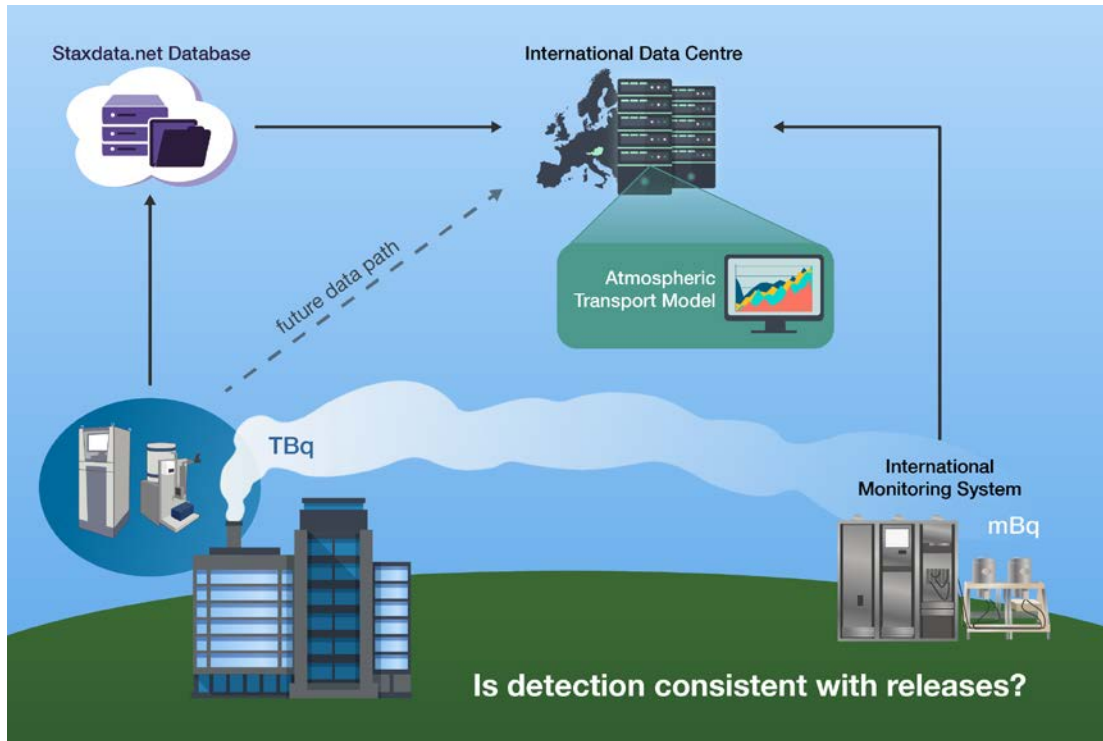 Staxdata.net Database
International Data Centre
Atmospheric
Transport Model
future data path
TBq
International
Monitoring System
mBq
Is detection consistent with releases?